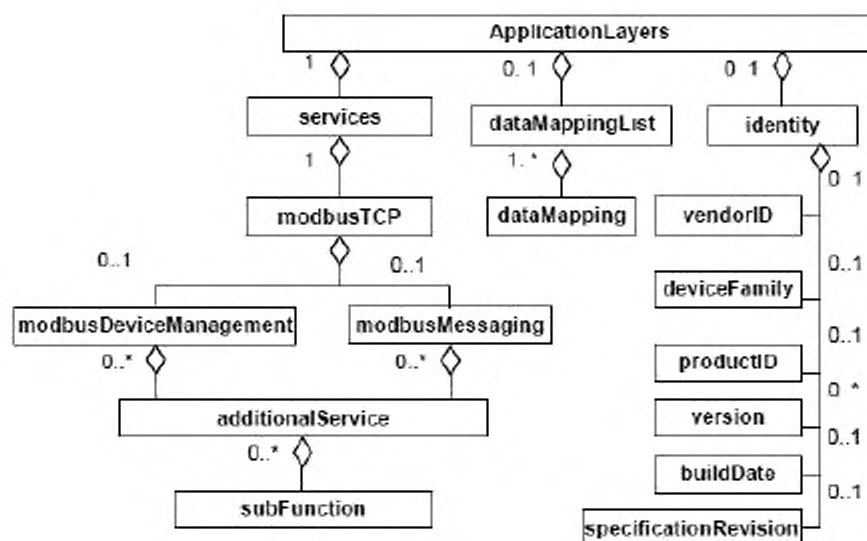 ApplicationLayers
1
0. 1
0 1
services
dataMappingList
identity
1
1. *
0 1
modbusTCP
dataMapping
vendorID
0..1
0..1
0..1
deviceFamily
modbusDeviceManagement
modbusMessaging
0..1
0..*
0..*
productID
0 *
additionalService
version
0..1
0..*
buildDate
0..1
subFunction
specificationRevision